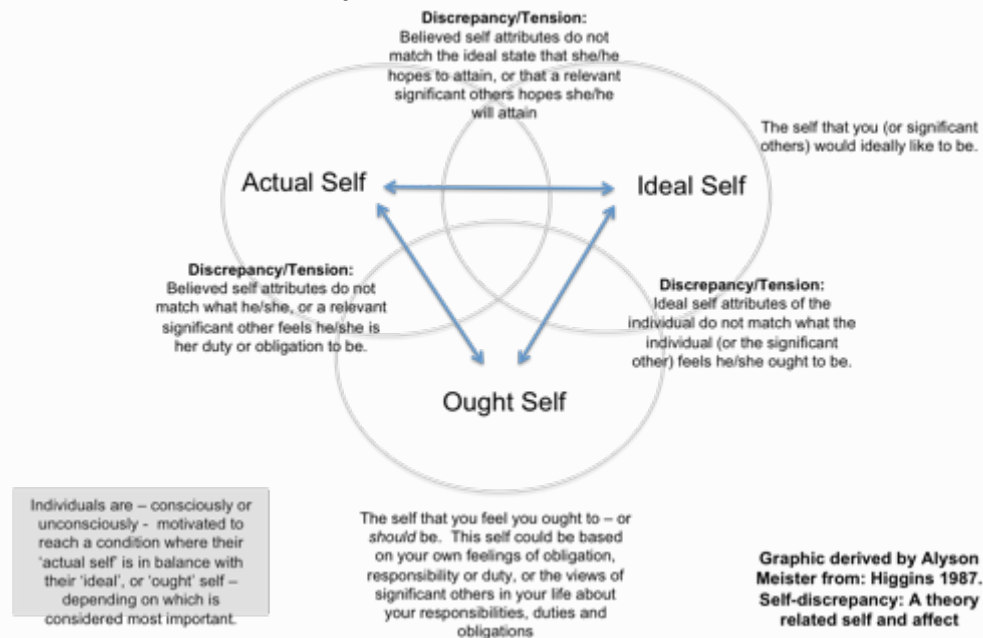 Discrepancy/Tension:
Believed self attributes do not
match the ideal state that she/he
hopes to attain, or that a relevant
significant others hopes she/he
will attain
The self that you (or significant
others) would ideally like to be.
Actual Self
Ideal Self
Discrepancy/Tension:
Believed self attributes do not
match what he/she, or a relevant
significant other feels he/she is
her duty or obligation to be.
Discrepancy/Tension:
Ideal self attributes of the
individual do not match what the
individual (or the significant
other) feels he/she ought to be.
Ought Self
Individuals are – consciously or
unconsciously - motivated to
reach a condition where their
'actual self' is in balance with
their 'ideal', or 'ought' self –
depending on which is
considered most important.
The self that you feel you ought to – or
should be. This self could be based
on your own feelings of obligation,
responsibility or duty, or the views of
significant others in your life about
your responsibilities, duties and
obligations
Graphic derived by Alyson
Meister from: Higgins 1987.
Self-discrepancy: A theory
related self and affect